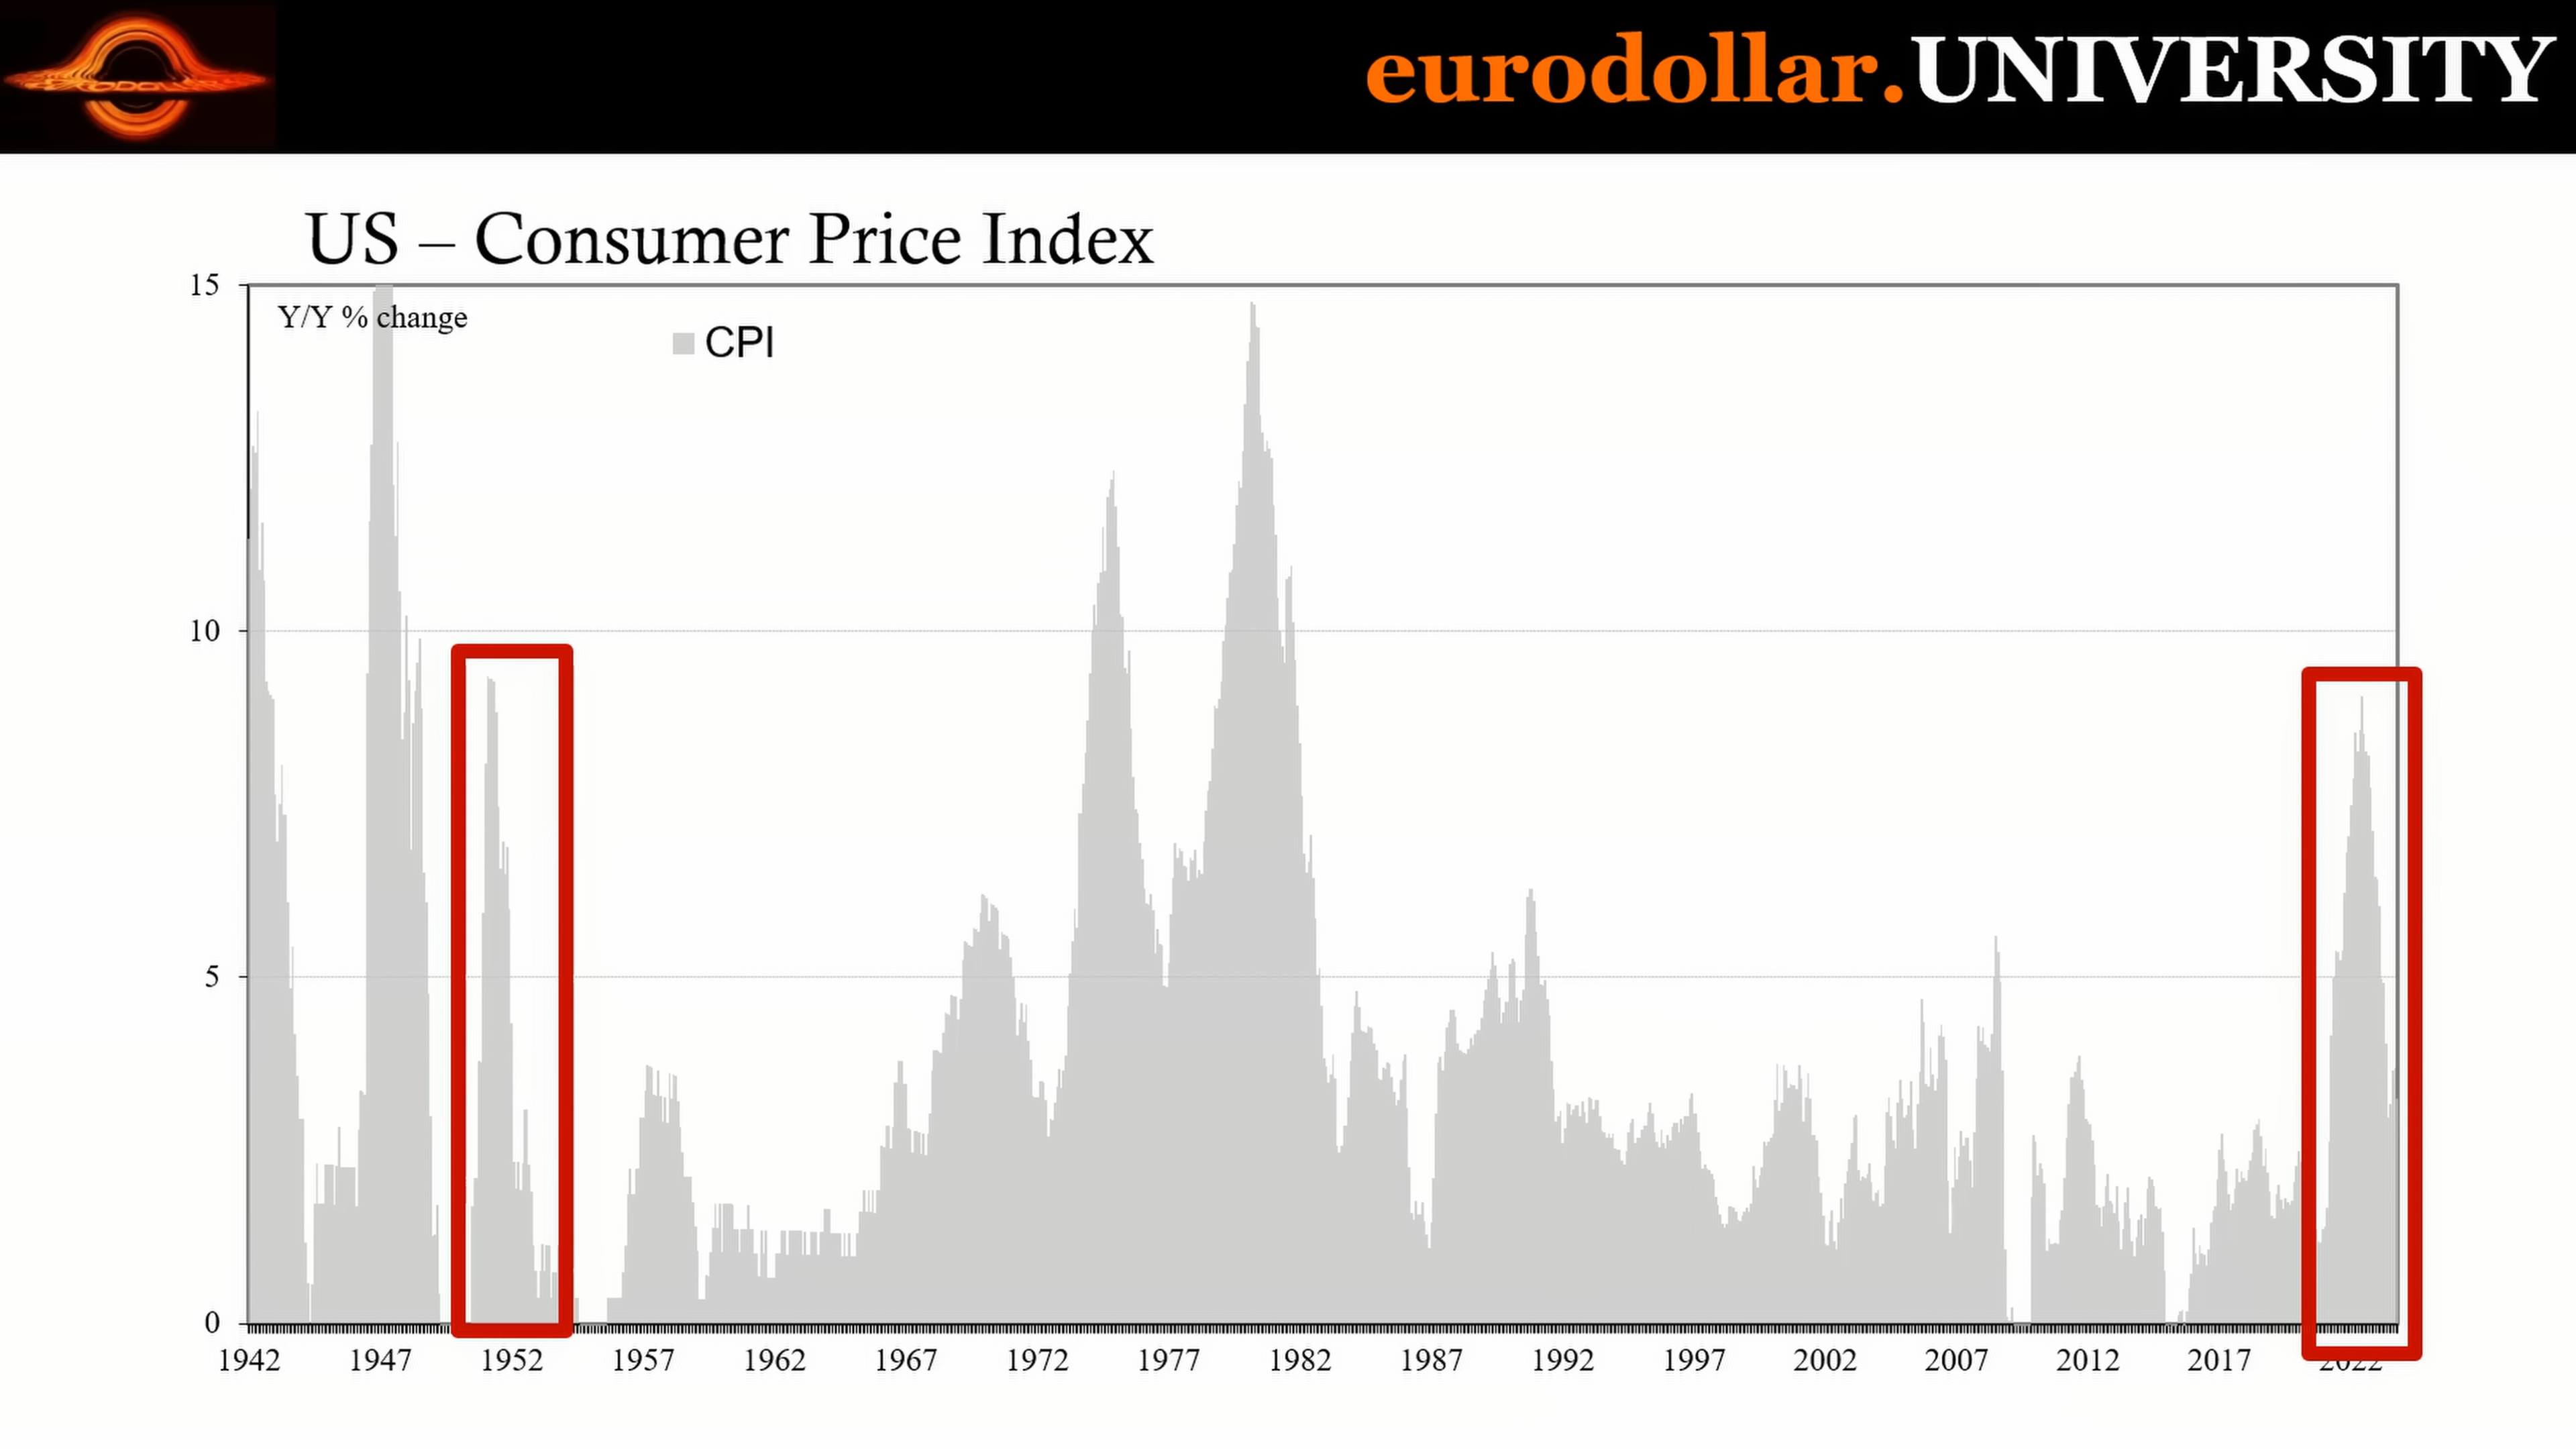 eurodollar.UNIVERSITY
US – Consumer Price Index
15
Y/Y % change
CPI
10
5
0
1942 1947 1952 1957 1962 1967 1972 1977 1982 1987 1992 1997 2002 2007 2012 2017 2022